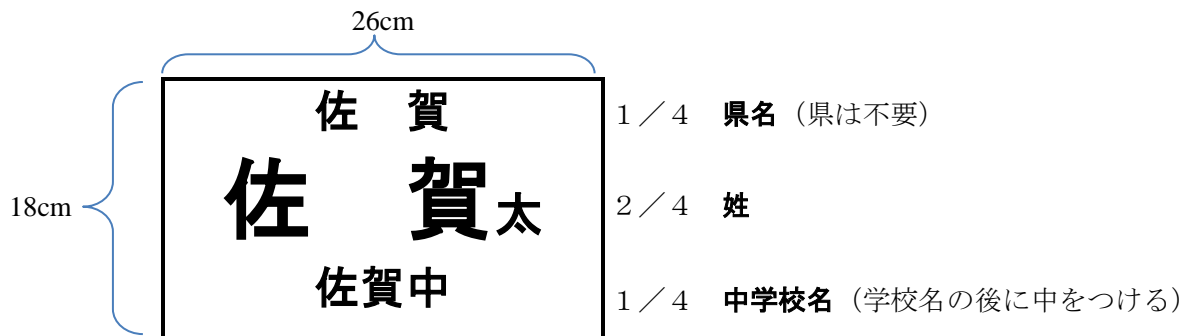 26cm
佐　賀
1／4　県名（県は不要）
18cm
佐　賀太
2／4　姓
佐賀中
1／4　中学校名（学校名の後に中をつける）